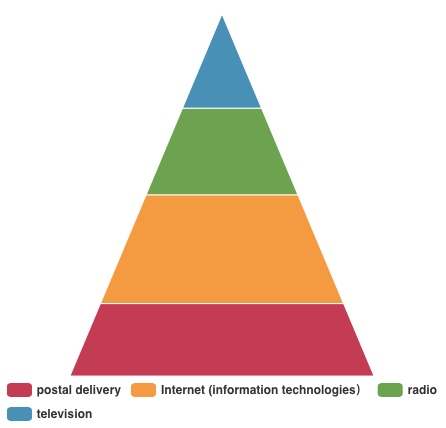 postal delivery Internet (information technologies） radio
television